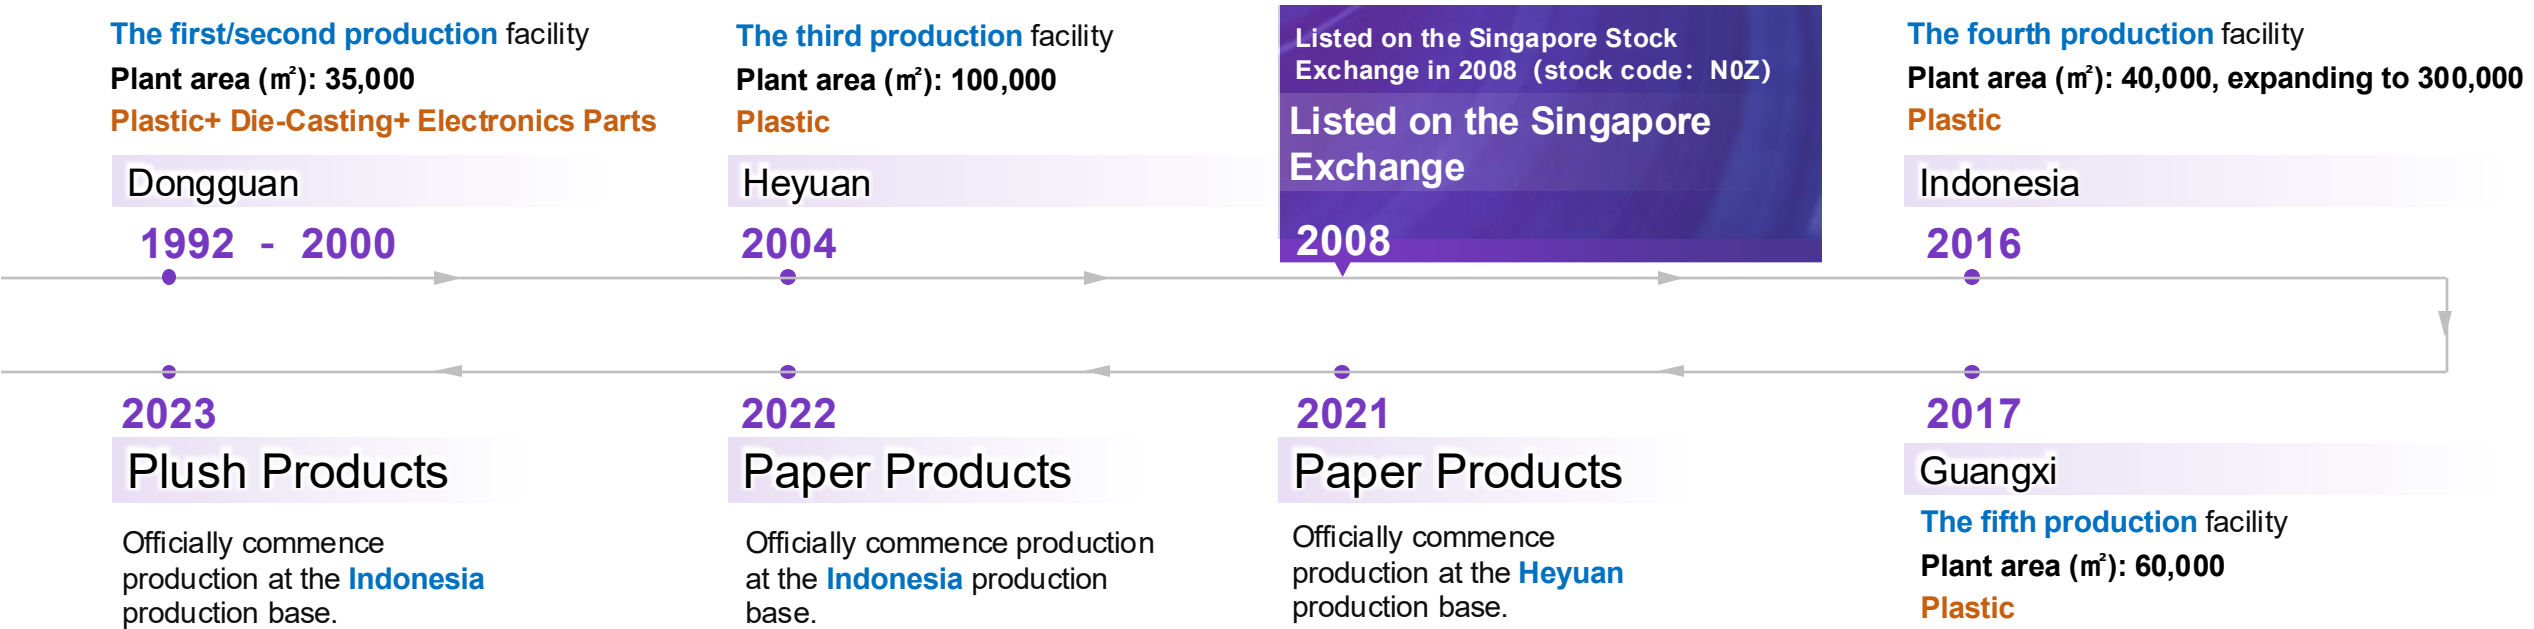 The first/second production facility
Plant area (㎡): 35,000
Plastic+ Die-Casting+ Electronics Parts
Dongguan
1992 - 2000
The third production facility
Plant area (㎡): 100,000
Plastic
Heyuan
2004
Listed on the Singapore Stock
Exchange in 2008 (stock code: N0Z)
Listed on the Singapore
Exchange
2008
The fourth production facility
Plant area (㎡): 40,000, expanding to 300,000
Plastic
Indonesia
2016
2017
Guangxi
The fifth production facility
Plant area (㎡): 60,000
Plastic
2021
Paper Products
Officially commence
production at the Heyuan
production base.
2022
Paper Products
Officially commence production
at the Indonesia production
base.
2023
Plush Products
Officially commence
production at the Indonesia
production base.